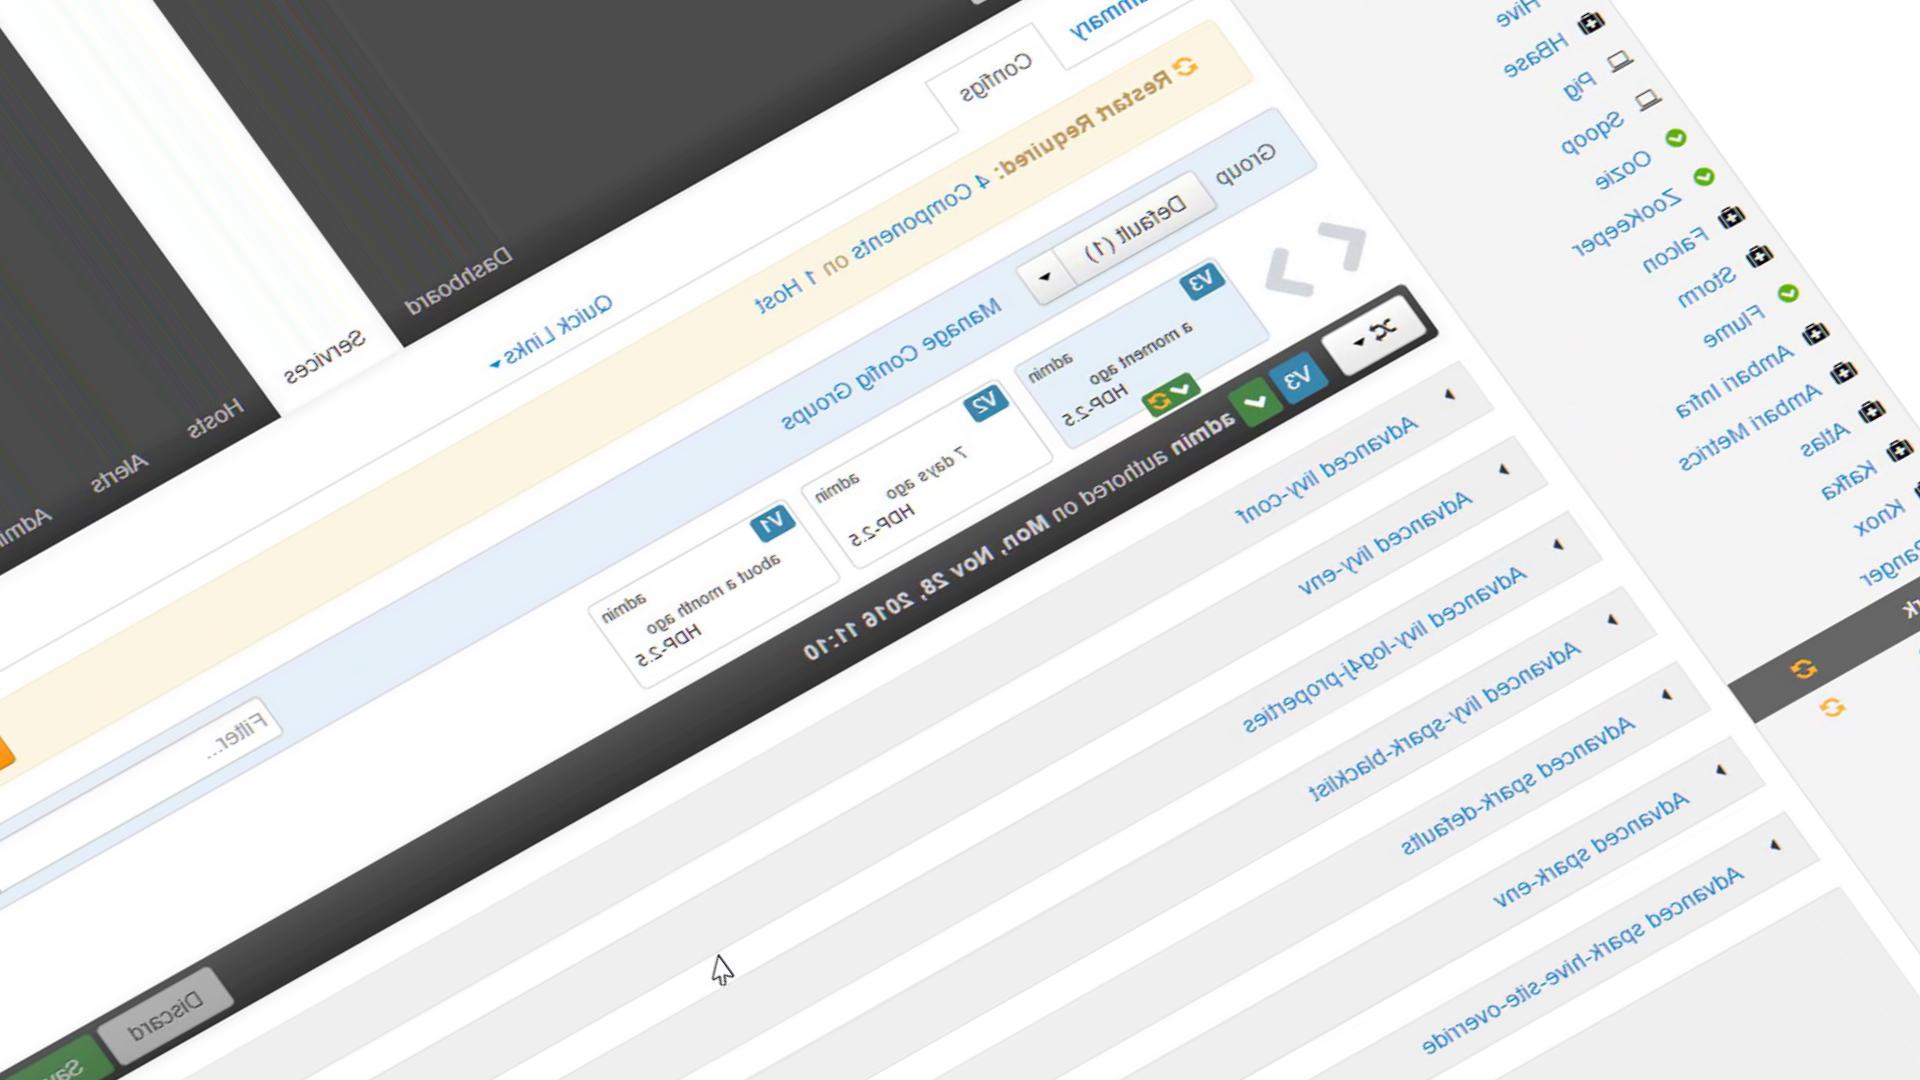 Dashboard
Services
Hosts
Alerts
Hive
HBase
Pig
Sqoop
Oozie
ZooKeeper
Falcon
Storm
Flume
Ambari Infra
Ambari Metrics
Atlas
Kafka
Knox
Configs
Quick Links
Restart Required: 4 Components on 1 Host
Group
Default (1)
Manage Config Groups
Filter...
V3
a moment ago
admin
HDP-2.5
V2
7 days ago
admin
HDP-2.5
V1
about a month ago
admin
HDP-2.5
V3
admin authored on Mon, Nov 28, 2016 11:10
Discard
Advanced livy-conf
Advanced livy-env
Advanced livy-log4j-properties
Advanced livy-spark-blacklist
Advanced spark-defaults
Advanced spark-env
Advanced spark-hive-site-override